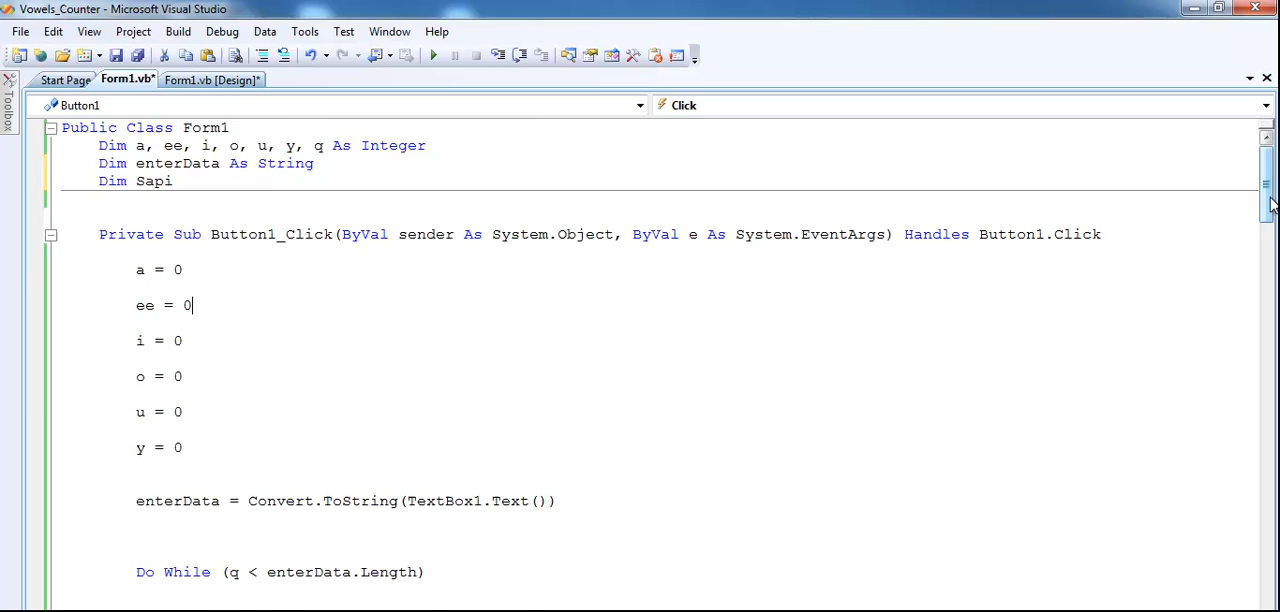 Vowels_Counter - Microsoft Visual Studio
File Edit View Project Build Debug Data Tools Test Window Help
Start Page Form1.vb* Form1.vb [Design]*
Toolbox
Button1 Click
Public Class Form1
Dim a, ee, i, o, u, y, q As Integer
Dim enterData As String
Dim Sapi
Private Sub Button1_Click(ByVal sender As System.Object, ByVal e As System.EventArgs) Handles Button1.Click
a = 0
ee = 0
i = 0
o = 0
u = 0
y = 0
enterData = Convert.ToString(TextBox1.Text())
Do While (q < enterData.Length)